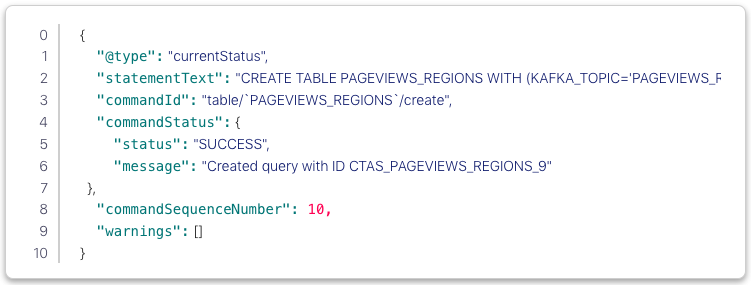 0 {
1 "@type": "currentStatus",
2 "statementText": "CREATE TABLE PAGEVIEWS_REGIONS WITH (KAFKA_TOPIC='PAGEVIEWS_R
3 "commandId": "table/`PAGEVIEWS_REGIONS`/create",
4 "commandStatus": {
5 "status": "SUCCESS",
6 "message": "Created query with ID CTAS_PAGEVIEWS_REGIONS_9"
7 },
8 "commandSequenceNumber": 10,
9 "warnings": []
10 }